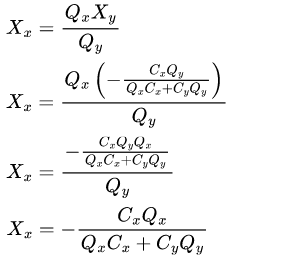 $X_x = \frac{Q_x X_y}{Q_y}$
$X_x = \frac{Q_x \left( -\frac{C_x Q_y}{Q_x C_x + C_y Q_y} \right)}{Q_y}$
$X_x = \frac{-\frac{C_x Q_y Q_x}{Q_x C_x + C_y Q_y}}{Q_y}$
$X_x = -\frac{C_x Q_x}{Q_x C_x + C_y Q_y}$